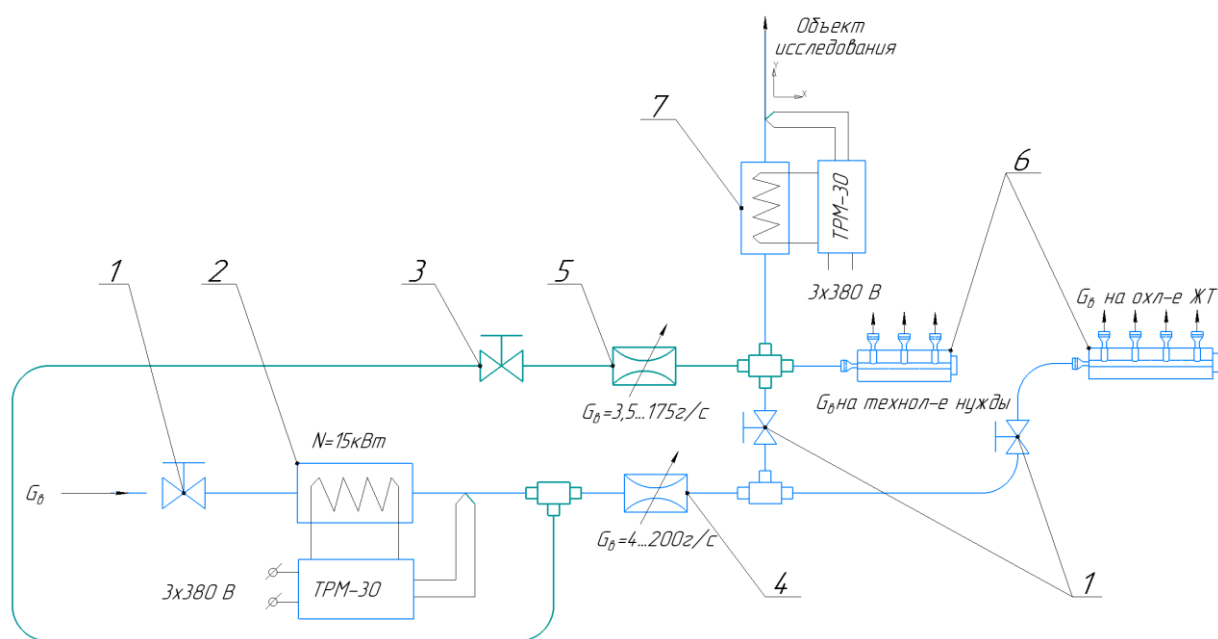 Объект
исследования
Y
X
7
6
ТРМ-30
3х380 В
1
2
3
5
Gв на охл-е ЖТ
Gв=3,5...175г/с
Gв на технол-е нужды
N=15кВт
Gв
Gв=4...200г/с
3х380 В
ТРМ-30
4
1